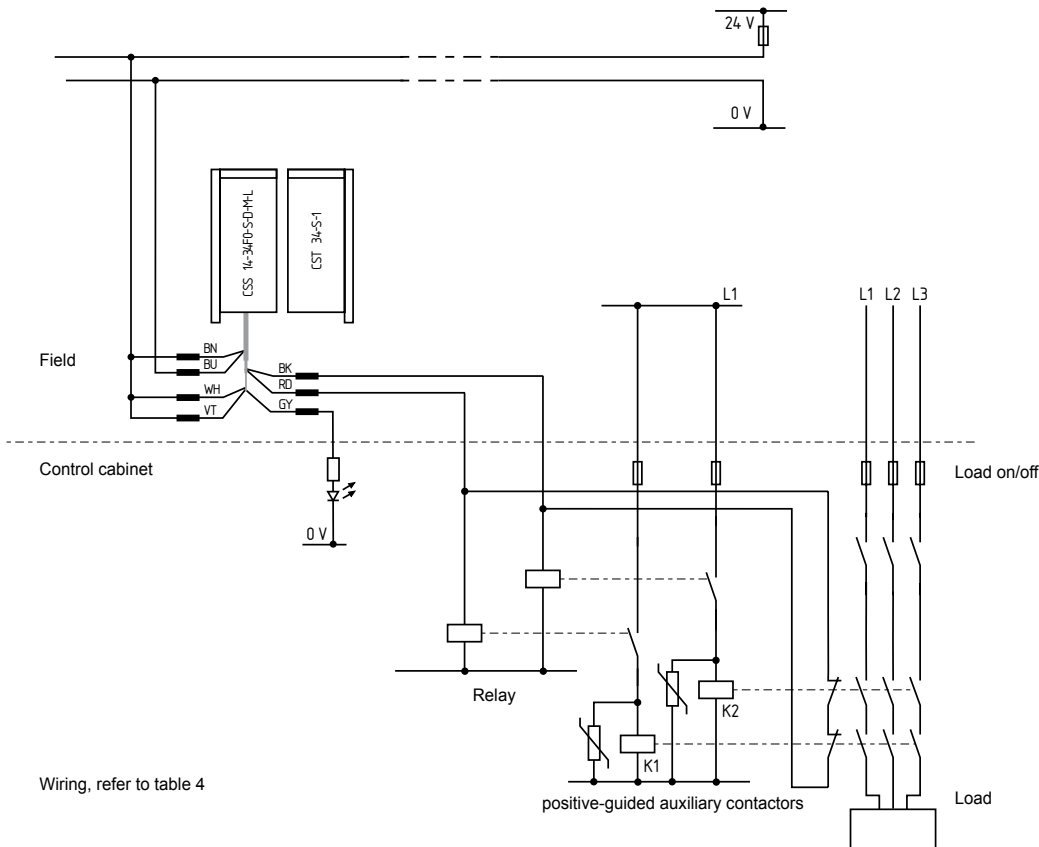 24 V
0 V
CSS 14-34F0-S-D-M-L
CST 34-S-1
L1
L1 L2 L3
Field
BN
BU
WH
VT
BK
RD
GY
Control cabinet
Load on/off
0 V
Relay
K2
K1
Wiring, refer to table 4
positive-guided auxiliary contactors
Load